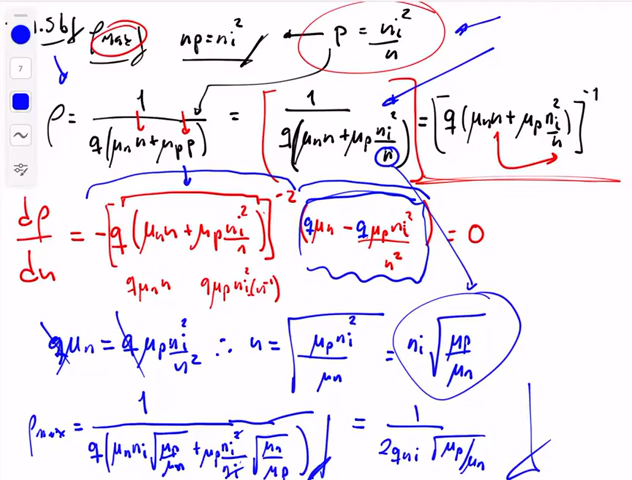 1.5bf ρmax np = ni² ← p = ni²/n
7
ρ = 1/(q(μn n + μp p)) = [1/(q(μn n + μp ni²/n))] = [q(μn n + μp ni²/n)]⁻¹
dρ/dn = -[q(μn n + μp ni²/n)]⁻² (qμn - qμp ni²/n²) = 0
qμn n qμp ni²(n⁻¹)
qμn = qμp ni²/n² ∴ n = √(μp ni²/μn) = ni √(μp/μn)
ρmax = 1/(q(μn ni √(μp/μn) + μp ni²/ni √(μn/μp))) = 1/(2qni √(μp/μn))